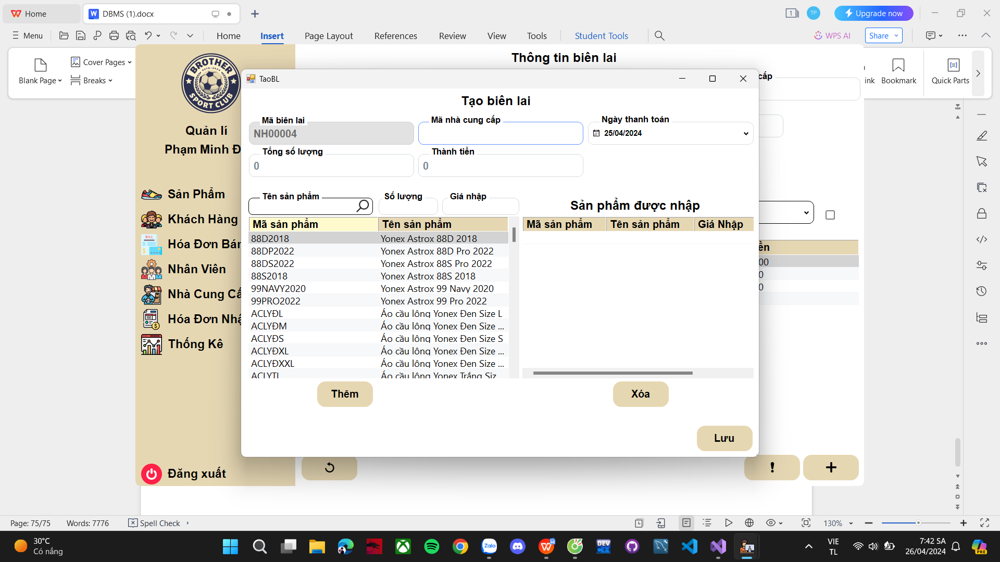 Home
DBMS (1).docx
1
TP
Upgrade now
Menu
Home
Insert
Page Layout
References
Review
View
Tools
Student Tools
WPS AI
Share
Blank Page
Cover Pages
Breaks
ink
Bookmark
Quick Parts
BROTHER
ESTD-2024
SPORT CLUB
Quản lí
Phạm Minh Đ
Sản Phẩm
Khách Hàng
BILL
Hóa Đơn Bán
Nhân Viên
Nhà Cung Cấ
Hóa Đơn Nhậ
Thống Kê
Đăng xuất
Thông tin biên lai
cấp
ền
00
0
0
TaoBL
Tạo biên lai
Mã biên lai
NH00004
Mã nhà cung cấp
Ngày thanh toán
25/04/2024
Tổng số lượng
0
Thành tiền
0
Tên sản phẩm
Số lượng
Giá nhập
Mã sản phẩm Tên sản phẩm
88D2018 Yonex Astrox 88D 2018
88DP2022 Yonex Astrox 88D Pro 2022
88DS2022 Yonex Astrox 88S Pro 2022
88S2018 Yonex Astrox 88S 2018
99NAVY2020 Yonex Astrox 99 Navy 2020
99PRO2022 Yonex Astrox 99 Pro 2022
ACLYĐL Áo cầu lông Yonex Đen Size L
ACLYĐM Áo cầu lông Yonex Đen Size ...
ACLYĐS Áo cầu lông Yonex Đen Size S
ACLYĐXL Áo cầu lông Yonex Đen Size ...
ACLYĐXXL Áo cầu lông Yonex Đen Size ...
ACLYTL Áo cầu lông Yonex Trắng Siz
Sản phẩm được nhập
Mã sản phẩm Tên sản phẩm Giá Nhập
Thêm
Xóa
Lưu
!
Page: 75/75
Words: 7776
Spell Check
130%
30°C
Có nắng
Zalo
DEV
C++
VIE
TL
7:42 SA
26/04/2024
PRE